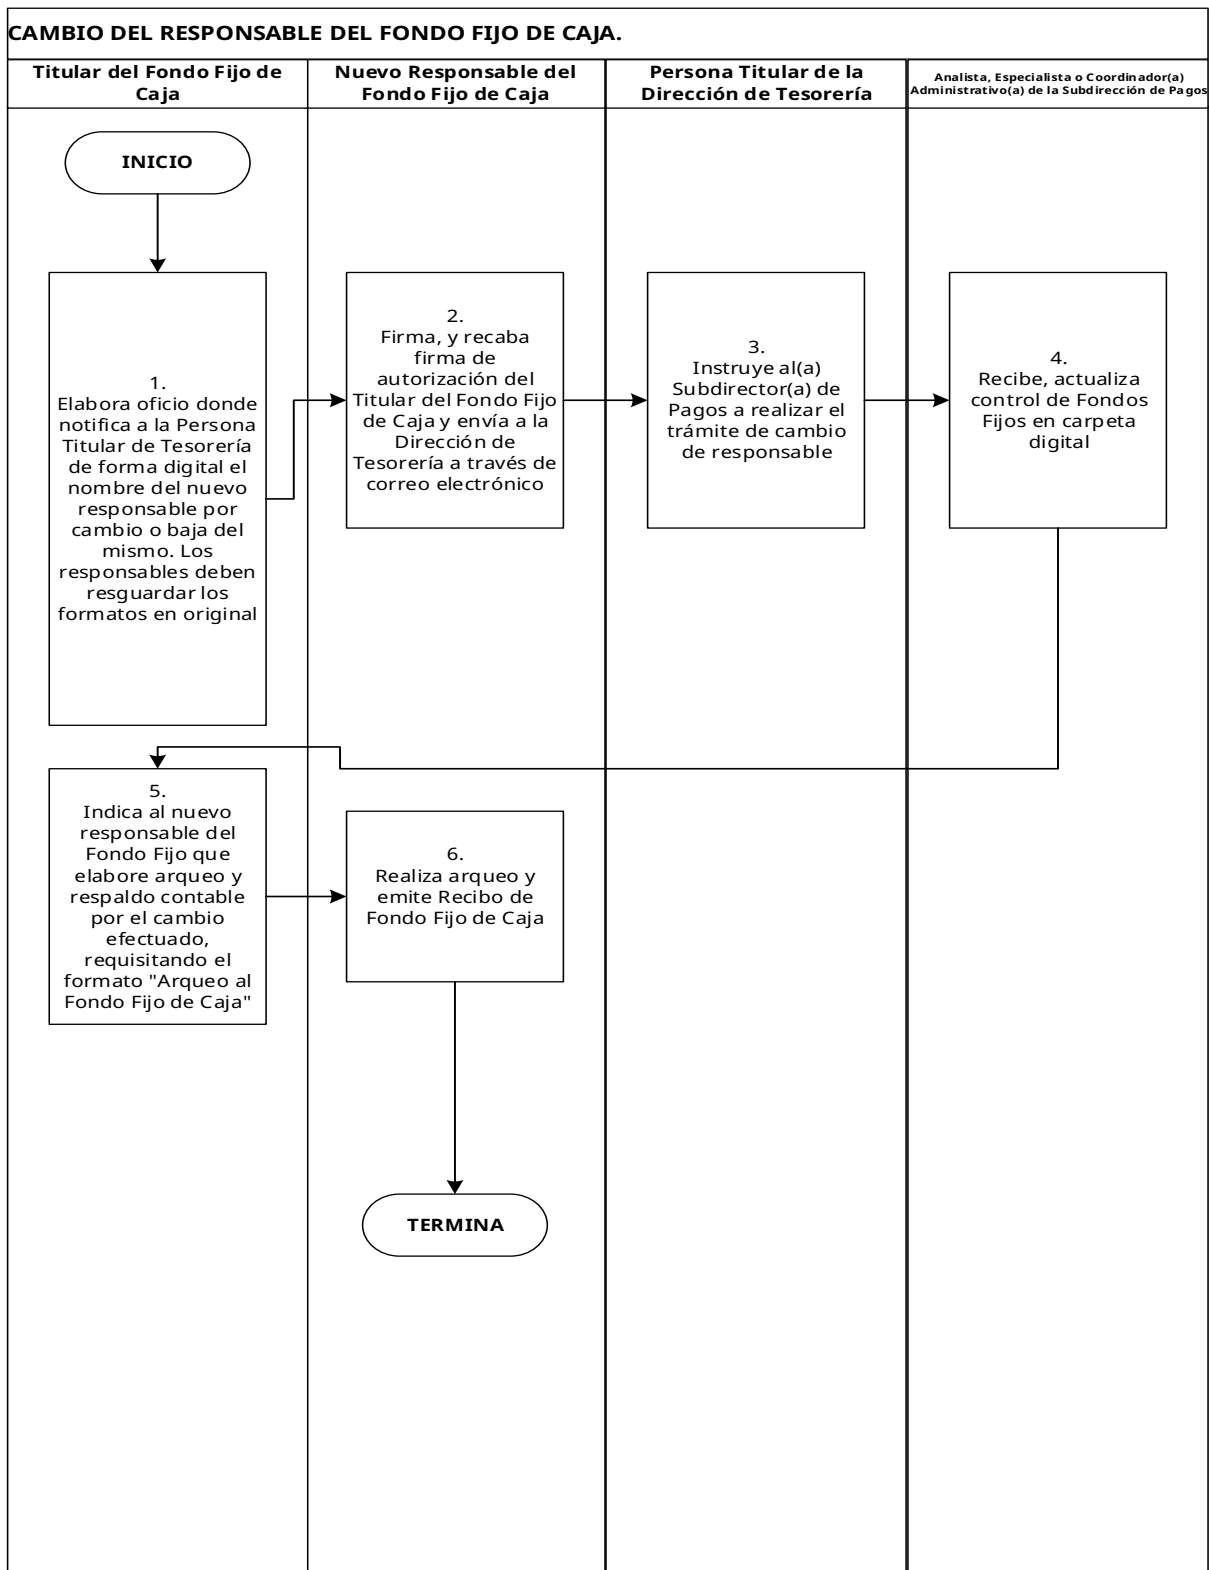 CAMBIO DEL RESPONSABLE DEL FONDO FIJO DE CAJA.
Titular del Fondo Fijo de
Caja
Nuevo Responsable del
Fondo Fijo de Caja
Persona Titular de la
Dirección de Tesorería
Analista, Especialista o Coordinador(a)
Administrativo(a) de la Subdirección de Pagos
INICIO
1.
Elabora oficio donde
notifica a la Persona
Titular de Tesorería
de forma digital el
nombre del nuevo
responsable por
cambio o baja del
mismo. Los
responsables deben
resguardar los
formatos en original
2.
Firma, y recaba
firma de
autorización del
Titular del Fondo Fijo
de Caja y envía a la
Dirección de
Tesorería a través de
correo electrónico
3.
Instruye al(a)
Subdirector(a) de
Pagos a realizar el
trámite de cambio
de responsable
4.
Recibe, actualiza
control de Fondos
Fijos en carpeta
digital
5.
Indica al nuevo
responsable del
Fondo Fijo que
elabore arqueo y
respaldo contable
por el cambio
efectuado,
requisitando el
formato "Arqueo al
Fondo Fijo de Caja"
6.
Realiza arqueo y
emite Recibo de
Fondo Fijo de Caja
TERMINA